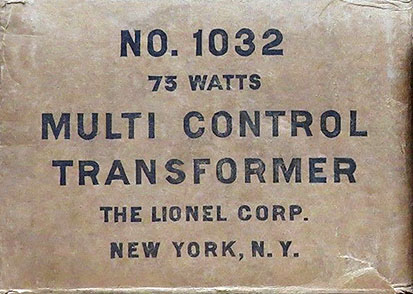 NO. 1032
75 WATTS
MULTI CONTROL
TRANSFORMER
THE LIONEL CORP.
NEW YORK, N. Y.